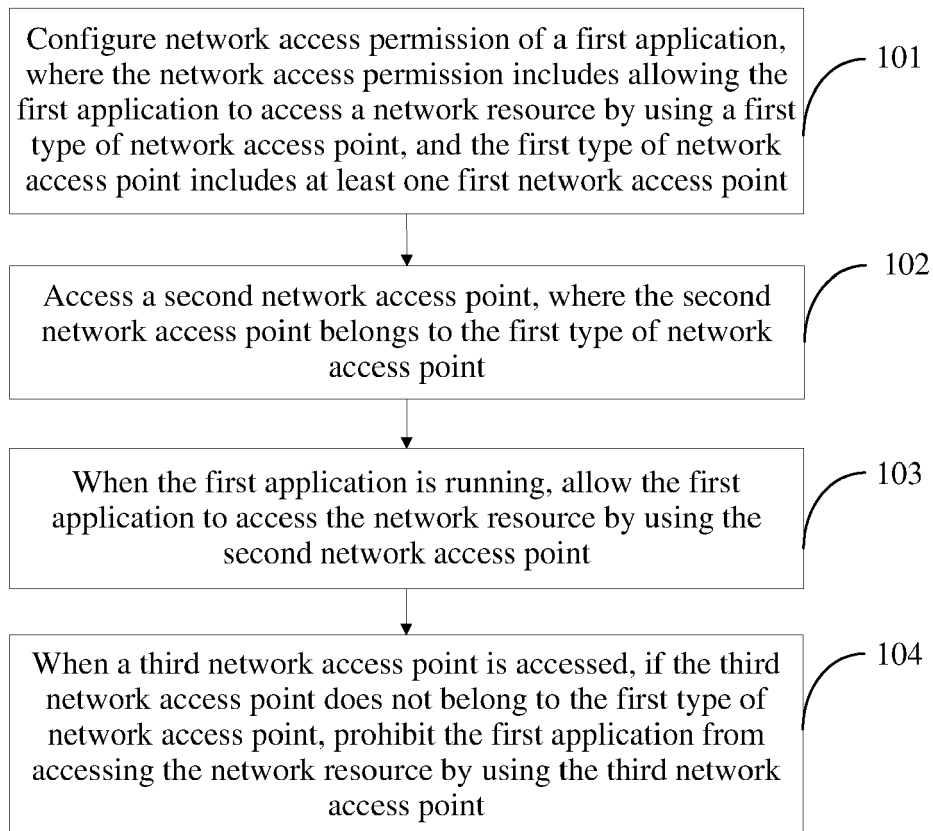 Configure network access permission of a first application,
where the network access permission includes allowing the
first application to access a network resource by using a first
type of network access point, and the first type of network
access point includes at least one first network access point
101
Access a second network access point, where the second
network access point belongs to the first type of network
access point
102
When the first application is running, allow the first
application to access the network resource by using the
second network access point
103
When a third network access point is accessed, if the third
network access point does not belong to the first type of
network access point, prohibit the first application from
accessing the network resource by using the third network
access point
104